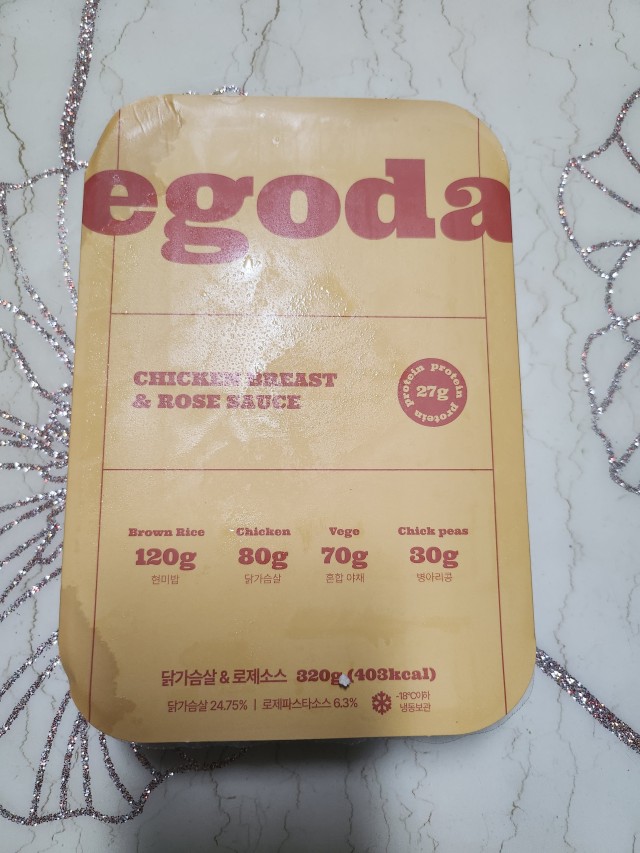 egoda
CHICKEN BREAST
& ROSE SAUCE
protein protein protein protein
27g
Brown Rice Chicken Vege Chick peas
120g 80g 70g 30g
현미밥 닭가슴살 혼합 야채 병아리콩
닭가슴살 & 로제소스 320g (403kcal)
닭가슴살 24.75% | 로제파스타소스 6.3%
-18℃이하
냉동보관